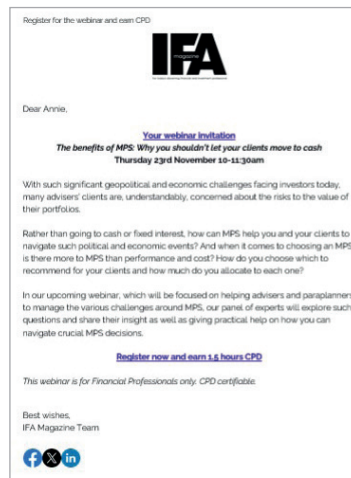 Register for the webinar and earn CPD
IFA
magazine
Dear Annie,
Your webinar invitation
The benefits of MPS: Why you shouldn't let your clients move to cash
Thursday 23rd November 10-11:30am
With such significant geopolitical and economic challenges facing investors today,
many advisers' clients are, understandably, concerned about the risks to the value of
their portfolios.
Rather than going to cash or fixed interest, how can MPS help you and your clients to
navigate such political and economic events? And when it comes to choosing an MPS
is there more to MPS than performance and cost? How do you choose which to
recommend for your clients and how much do you allocate to each one?
In our upcoming webinar, which will be focused on helping advisers and paraplanners
to manage the various challenges around MPS, our panel of experts will explore such
questions and share their insight as well as giving practical help on how you can
navigate crucial MPS decisions.
Register now and earn 1.5 hours CPD
This webinar is for Financial Professionals only. CPD certifiable.
Best wishes,
IFA Magazine Team